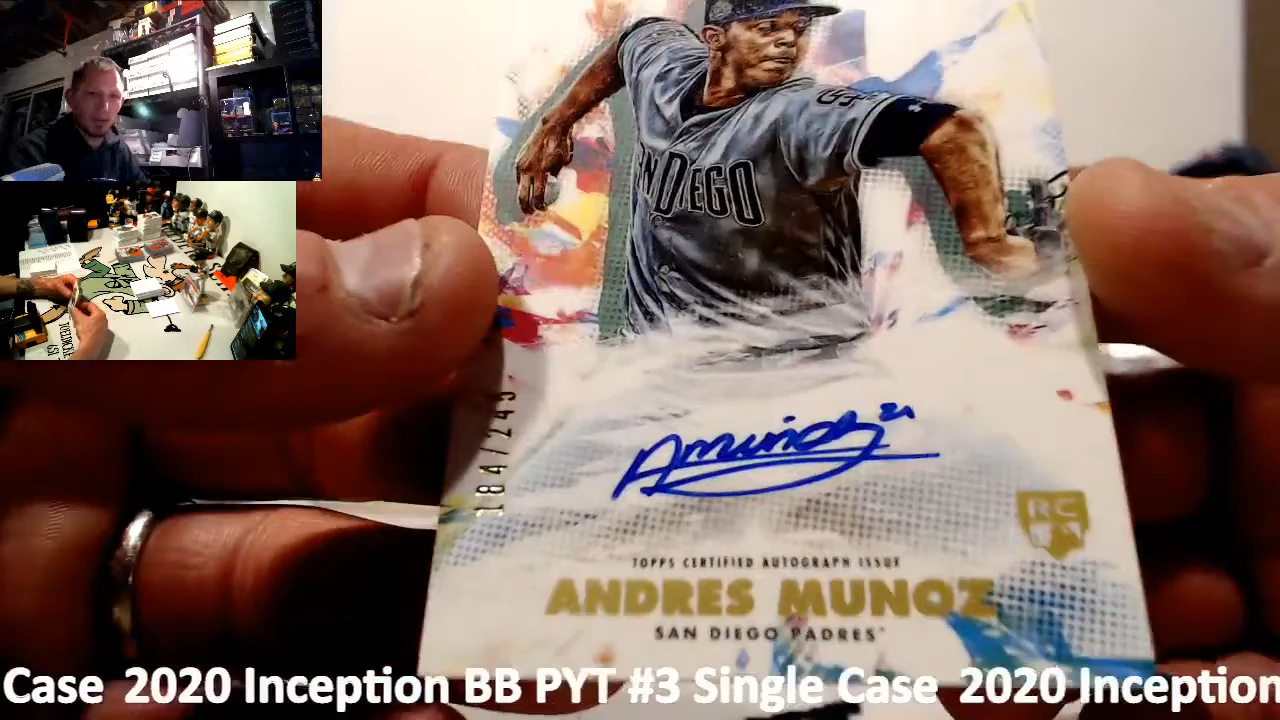 SAN DIEGO
184/249
Amuñoz 21
RC
TOPPS CERTIFIED AUTOGRAPH ISSUE
ANDRES MUNOZ
SAN DIEGO PADRES
Case 2020 Inception BB PYT #3 Single Case 2020 Inception